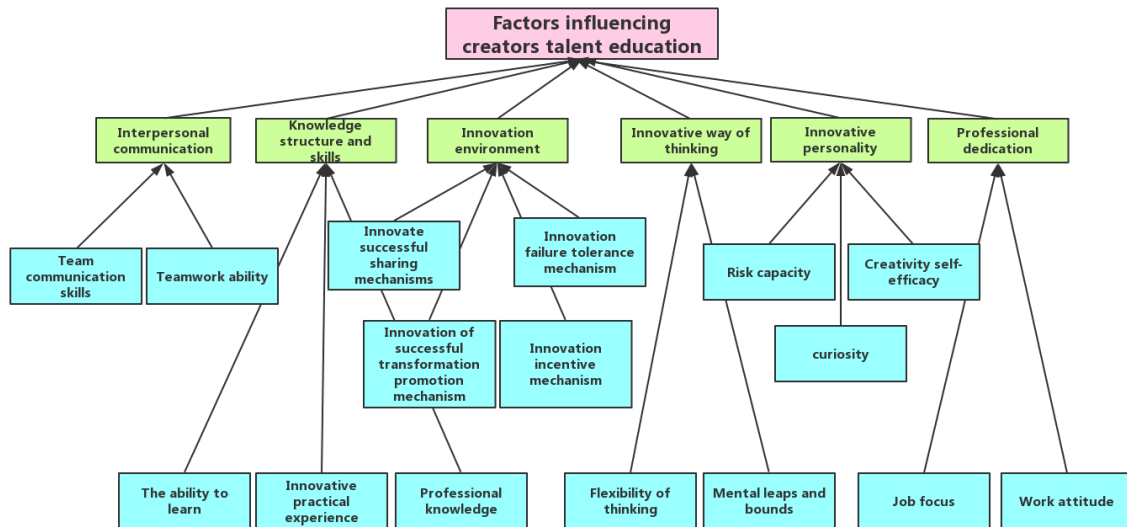 Factors influencing
creators talent education
Interpersonal
communication
Knowledge
structure and
skills
Innovation
environment
Innovative way of
thinking
Innovative
personality
Professional
dedication
Team
communication
skills
Teamwork ability
Innovate
successful
sharing
mechanisms
Innovation
failure tolerance
mechanism
Risk capacity
Creativity self-
efficacy
Innovation of
successful
transformation
promotion
mechanism
Innovation
incentive
mechanism
curiosity
The ability to
learn
Innovative
practical
experience
Professional
knowledge
Flexibility of
thinking
Mental leaps and
bounds
Job focus
Work attitude